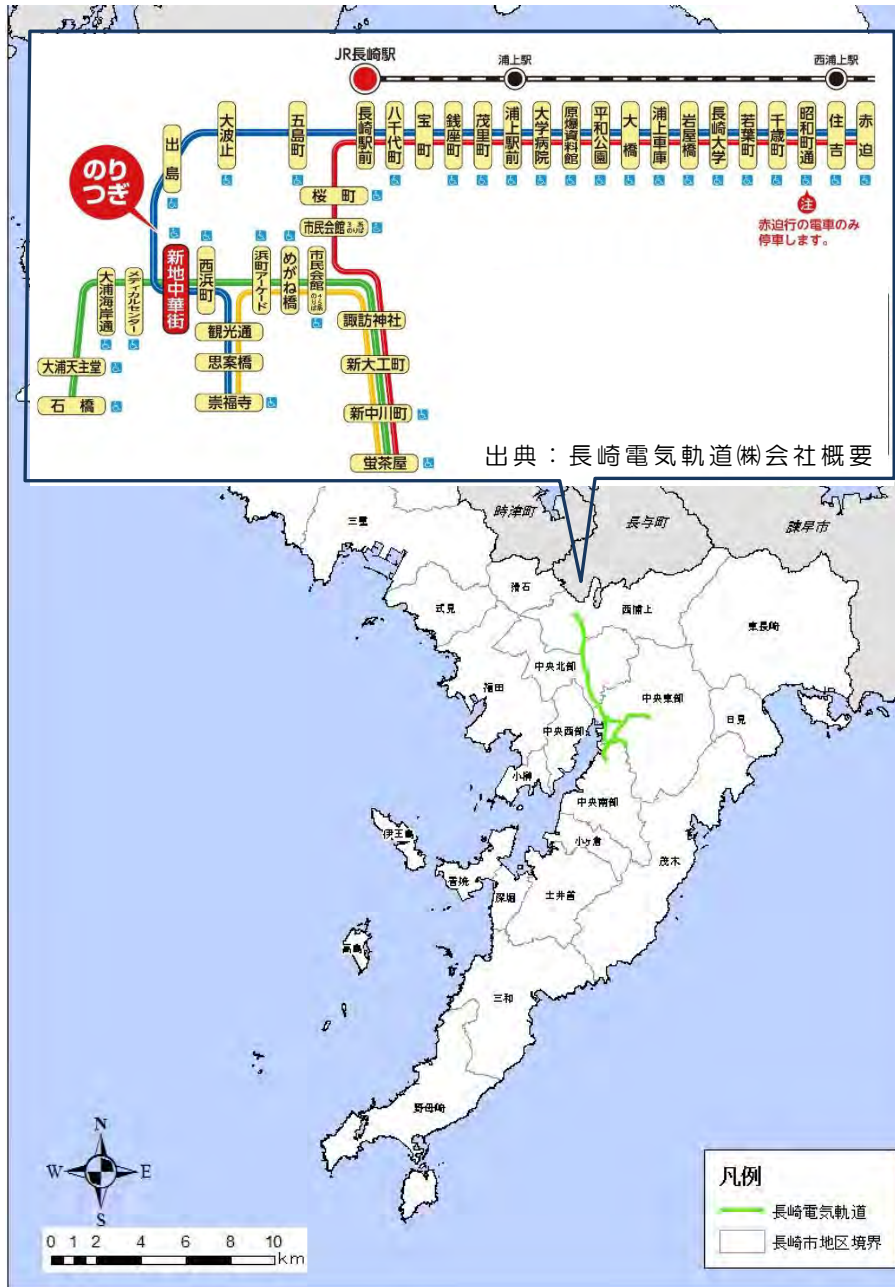 JR長崎駅
浦上駅
西浦上駅
出島
大波止
五島町
長崎駅前
八千代町
宝町
銭座町
茂里町
浦上駅前
大学病院
原爆資料館
平和公園
大橋
浦上車庫
岩屋橋
長崎大学
若葉町
千歳町
昭和町通
住吉
赤迫
のり
つぎ
桜町
市民会館
注
赤迫行の電車のみ
停車します。
大浦海岸通
メディカルセンター
新地中華街
西浜町
浜町アーケード
めがね橋
市民会館
観光通
諏訪神社
大浦天主堂
思案橋
新大工町
石橋
崇福寺
新中川町
蛍茶屋
出典:長崎電気軌道㈱会社概要
時津町
長与町
諫早市
三重
滑石
西浦上
式見
東長崎
中央北部
福田
中央東部
日見
中央西部
小榊
中央南部
伊王島
小ヶ倉
茂木
香焼
深堀
土井首
高島
三和
野母崎
N
W
E
S
凡例
長崎電気軌道
長崎市地区境界
0 1 2 4 6 8 10
km